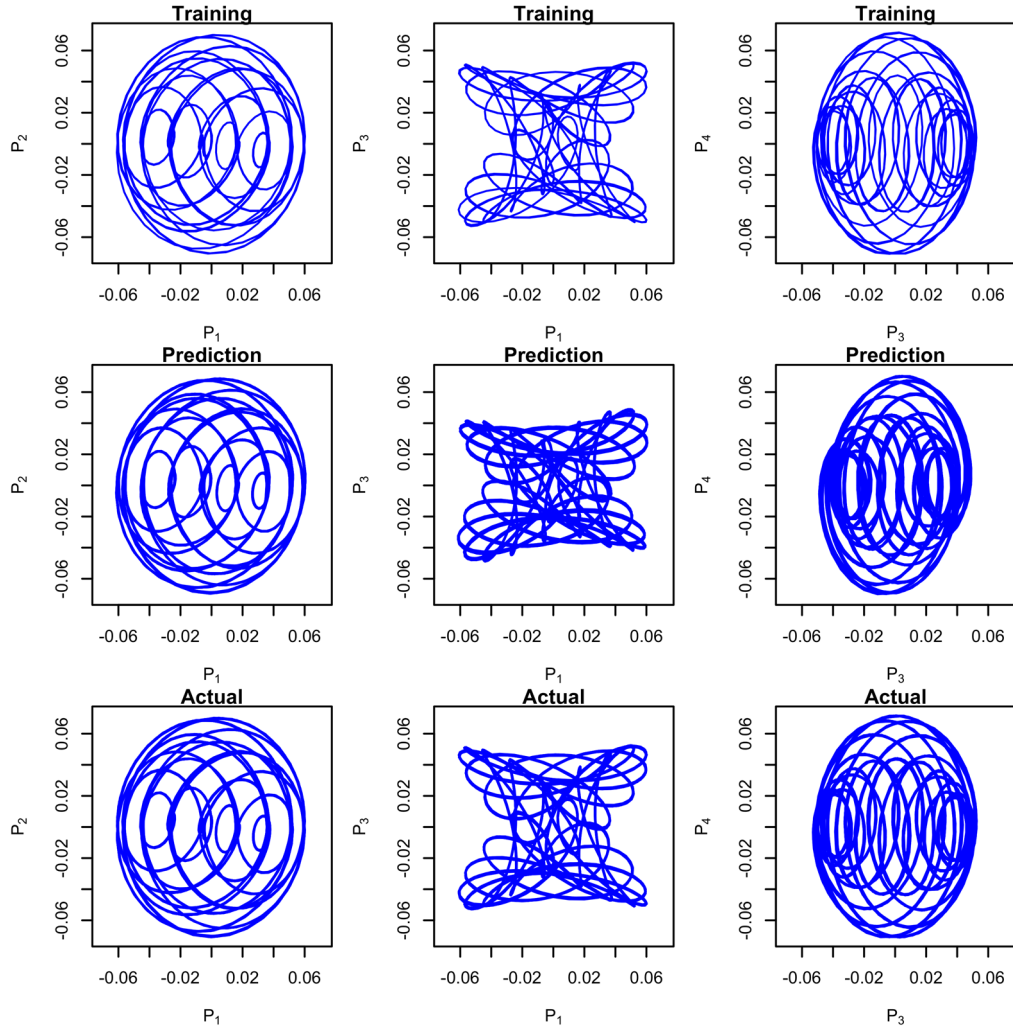 Training Training Training
0.06 0.06 0.06
0.02 0.02 0.02
P2 P3 P4
-0.02 -0.02 -0.02
-0.06 -0.06 -0.06
-0.06 -0.02 0.02 0.06 -0.06 -0.02 0.02 0.06 -0.06 -0.02 0.02 0.06
P1 P1 P3
Prediction Prediction Prediction
0.06 0.06 0.06
0.02 0.02 0.02
P2 P3 P4
-0.02 -0.02 -0.02
-0.06 -0.06 -0.06
-0.06 -0.02 0.02 0.06 -0.06 -0.02 0.02 0.06 -0.06 -0.02 0.02 0.06
P1 P1 P3
Actual Actual Actual
0.06 0.06 0.06
0.02 0.02 0.02
P2 P3 P4
-0.02 -0.02 -0.02
-0.06 -0.06 -0.06
-0.06 -0.02 0.02 0.06 -0.06 -0.02 0.02 0.06 -0.06 -0.02 0.02 0.06
P1 P1 P3